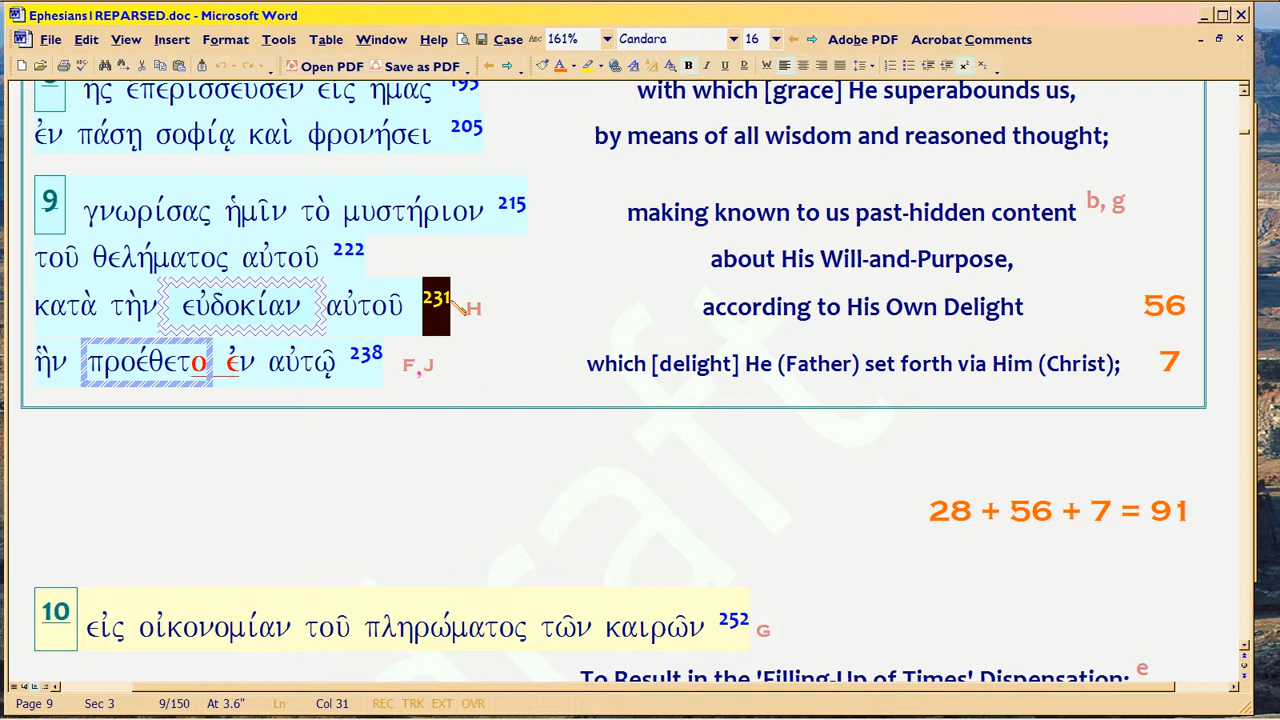 Ephesians1REPARSED.doc - Microsoft Word
File Edit View Insert Format Tools Table Window Help Case 161% Candara 16 Adobe PDF Acrobat Comments
Open PDF Save as PDF B I U D
ἧς ἐπερίσσευσεν εἰς ἡμᾶς 195 with which [grace] He superabounds us,
ἐν πάσῃ σοφίᾳ καὶ φρονήσει 205 by means of all wisdom and reasoned thought;
9 γνωρίσας ἡμῖν τὸ μυστήριον 215 making known to us past-hidden content b, g
τοῦ θελήματος αὐτοῦ 222 about His Will-and-Purpose,
κατὰ τὴν εὐδοκίαν αὐτοῦ 231 H according to His Own Delight 56
ἣν προέθετο ἐν αὐτῷ 238 F,J which [delight] He (Father) set forth via Him (Christ); 7
28 + 56 + 7 = 91
10 εἰς οἰκονομίαν τοῦ πληρώματος τῶν καιρῶν 252 G
To Result in the 'Filling-Up of Times' Dispensation; e
draft
Page 9 Sec 3 9/150 At 3.6" Ln Col 31 REC TRK EXT OVR